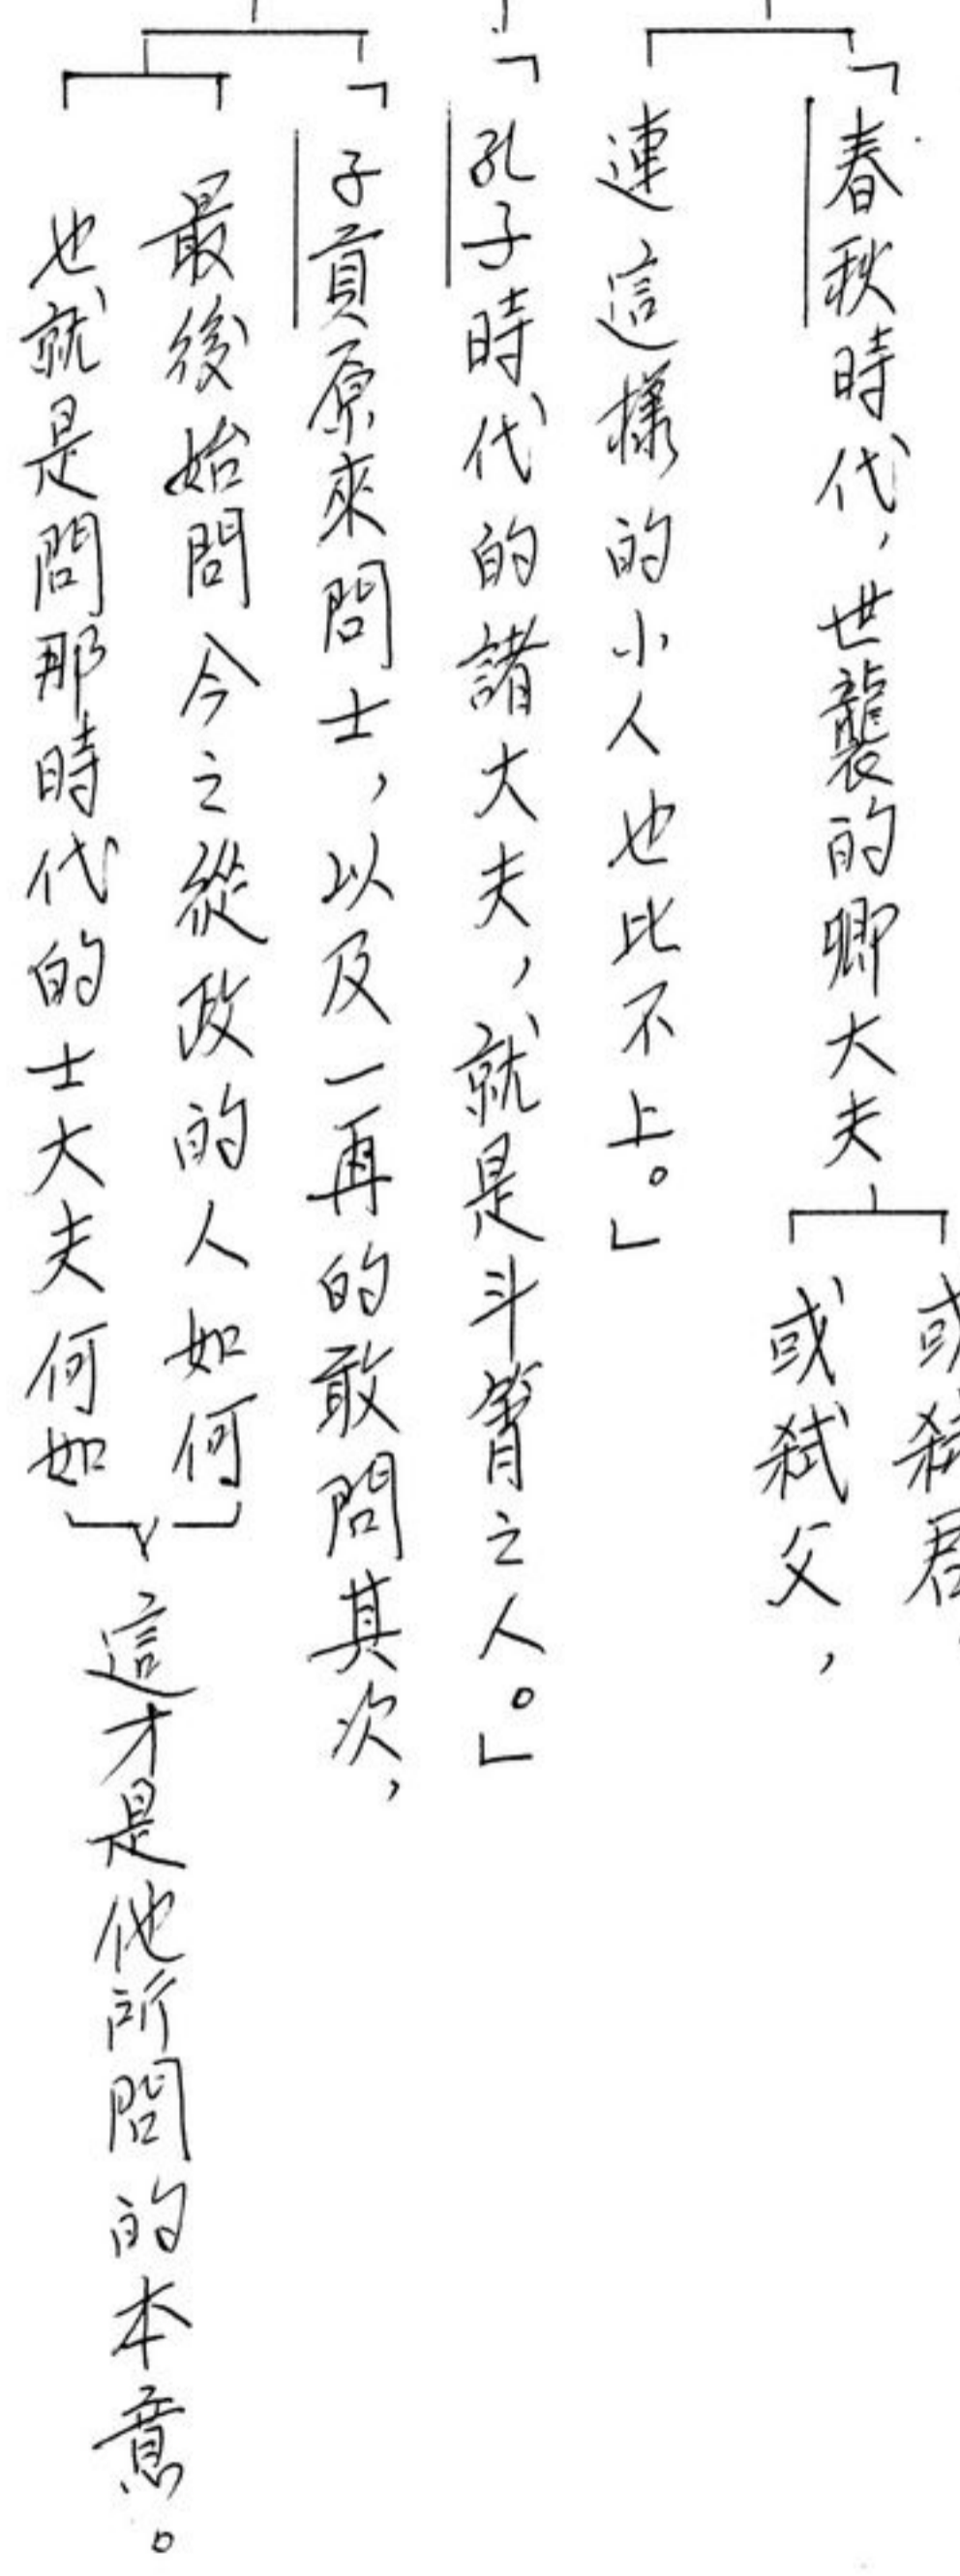 「春秋時代，世襲的卿大夫
或弒君，
或弒父，
連這樣的小人也比不上。」
「孔子時代的諸大夫，就是斗筲之人。」
「子貢原來問士，以及一再的敢問其次，
最後始問今之從政的人如何
也就是問那時代的士大夫何如
這才是他所問的本意。